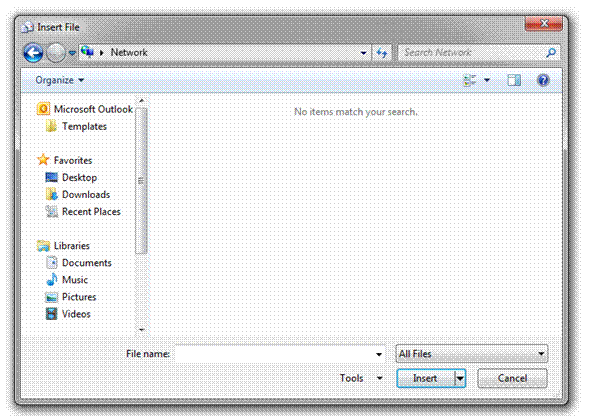 Insert File
Network
Search Network
Organize
No items match your search.
Microsoft Outlook
Templates
Favorites
Desktop
Downloads
Recent Places
Libraries
Documents
Music
Pictures
Videos
File name:
All Files
Tools
Insert
Cancel